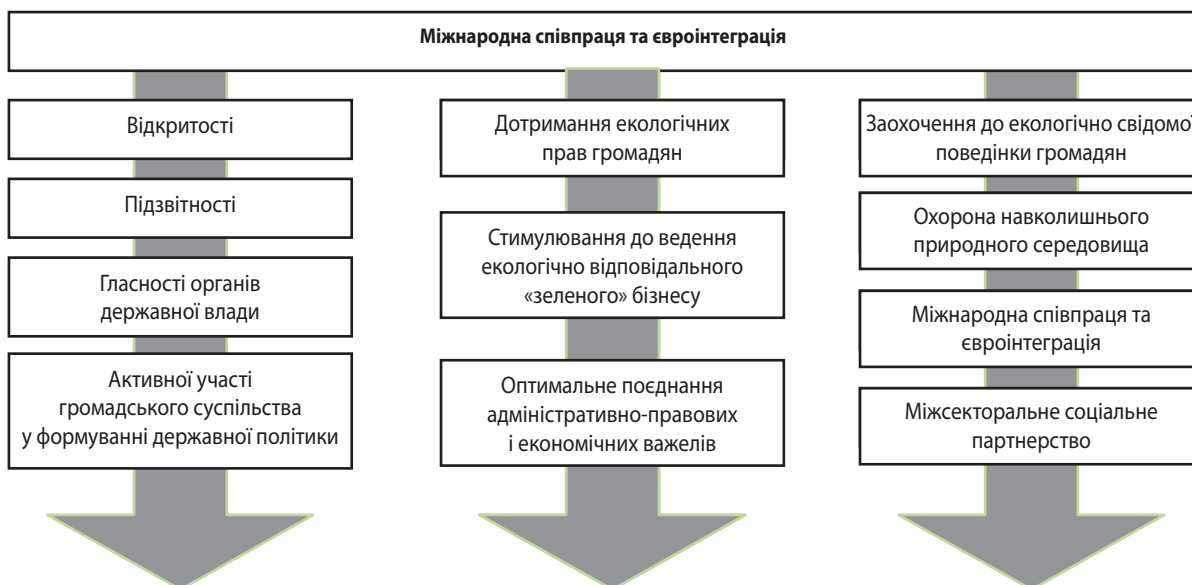 Міжнародна співпраця та євроінтеграція
Відкритості
Підзвітності
Гласності органів
державної влади
Активної участі
громадського суспільства
у формуванні державної політики
Дотримання екологічних
прав громадян
Стимулювання до ведення
екологічно відповідального
«зеленого» бізнесу
Оптимальне поєднання
адміністративно-правових
і економічних важелів
Заохочення до екологічно свідомої
поведінки громадян
Охорона навколишнього
природного середовища
Міжнародна співпраця та
євроінтеграція
Міжсекторальне соціальне
партнерство